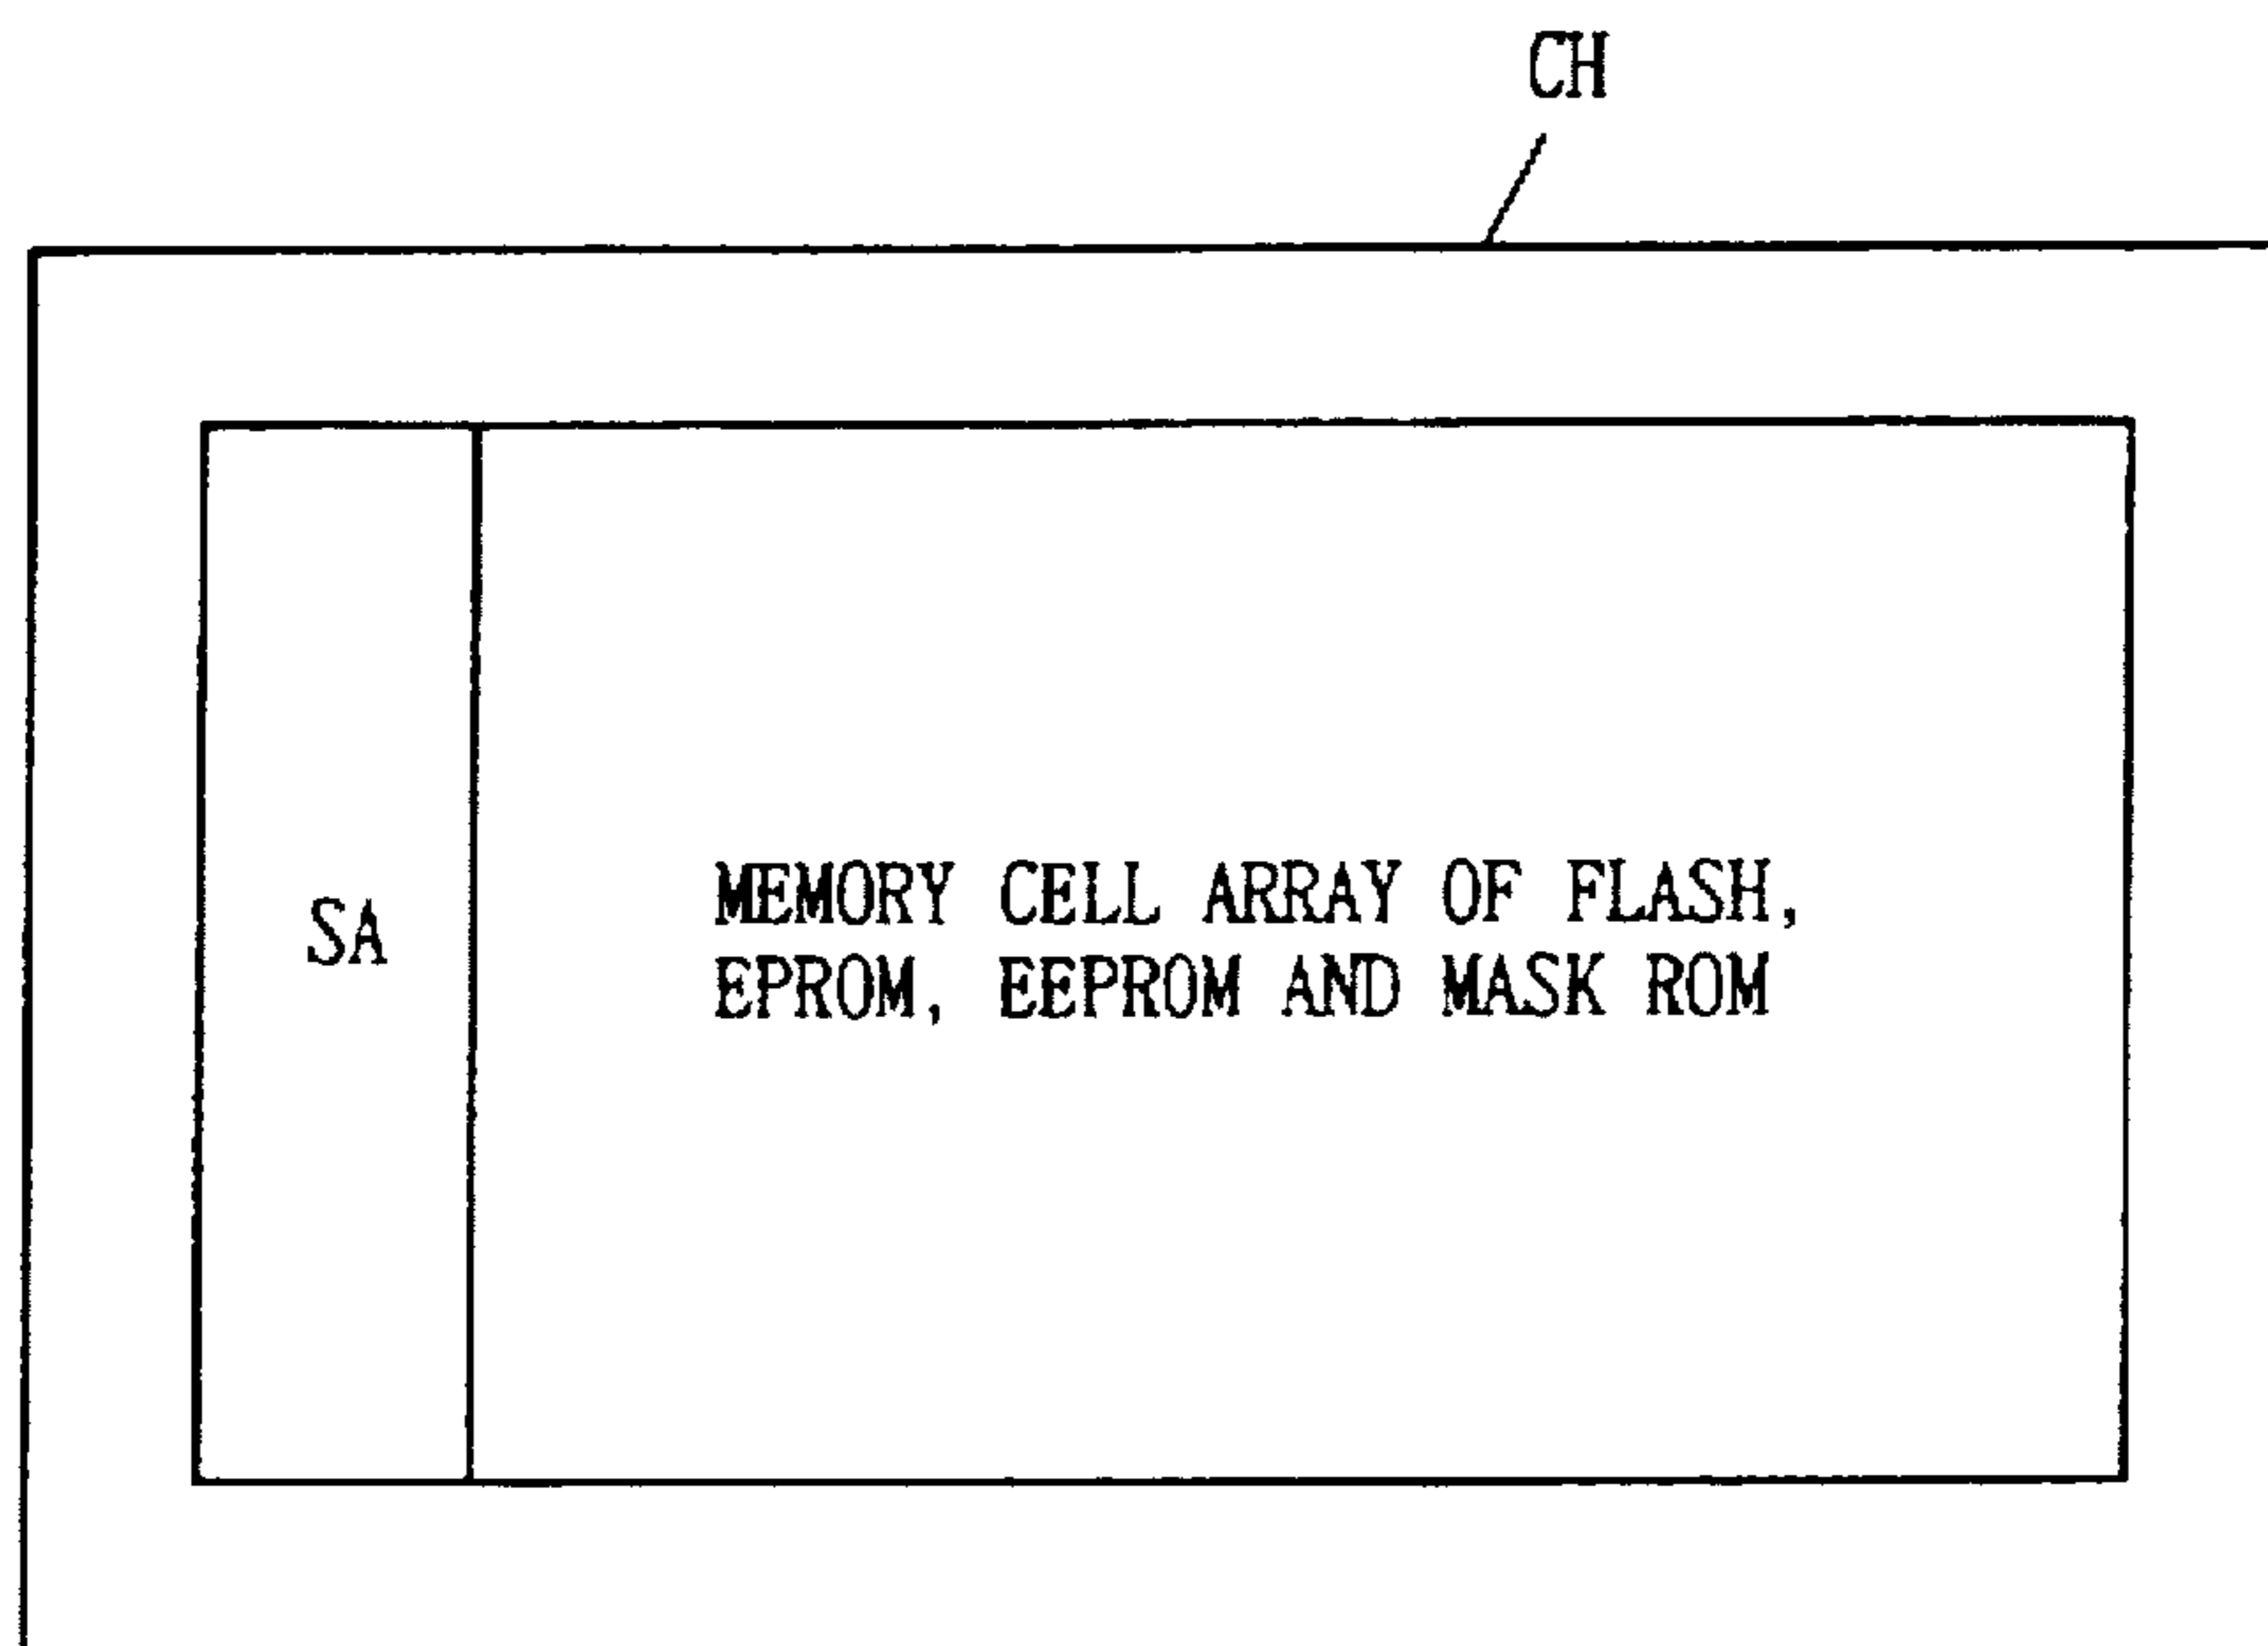 CH
MEMORY CELL ARRAY OF FLASH,
SA
EPROM, EEPROM AND MASK ROM